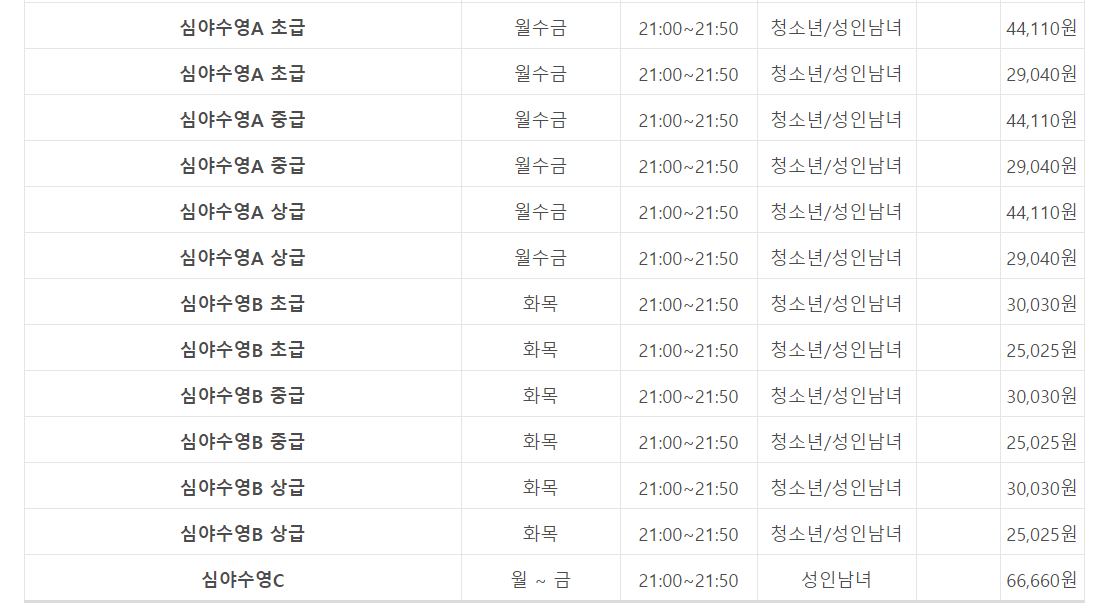 심야수영A 초급 월수금 21:00~21:50 청소년/성인남녀 44,110원
심야수영A 초급 월수금 21:00~21:50 청소년/성인남녀 29,040원
심야수영A 중급 월수금 21:00~21:50 청소년/성인남녀 44,110원
심야수영A 중급 월수금 21:00~21:50 청소년/성인남녀 29,040원
심야수영A 상급 월수금 21:00~21:50 청소년/성인남녀 44,110원
심야수영A 상급 월수금 21:00~21:50 청소년/성인남녀 29,040원
심야수영B 초급 화목 21:00~21:50 청소년/성인남녀 30,030원
심야수영B 초급 화목 21:00~21:50 청소년/성인남녀 25,025원
심야수영B 중급 화목 21:00~21:50 청소년/성인남녀 30,030원
심야수영B 중급 화목 21:00~21:50 청소년/성인남녀 25,025원
심야수영B 상급 화목 21:00~21:50 청소년/성인남녀 30,030원
심야수영B 상급 화목 21:00~21:50 청소년/성인남녀 25,025원
심야수영C 월 ~ 금 21:00~21:50 성인남녀 66,660원